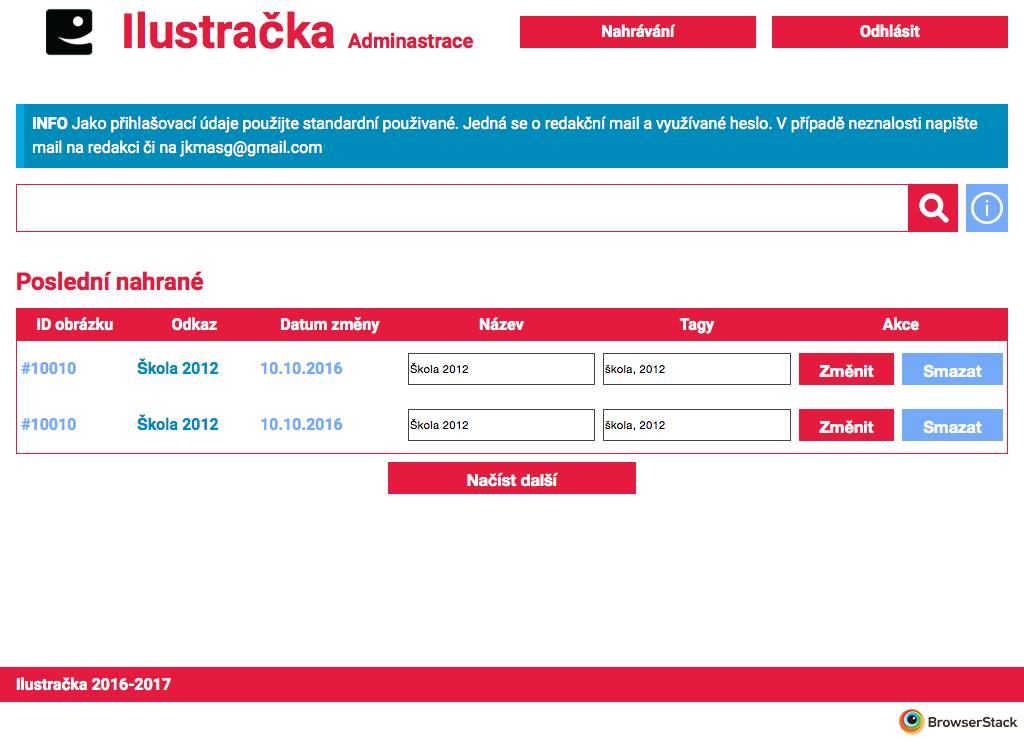 Ilustračka Adminastrace
Nahrávání
Odhlásit
INFO Jako přihlašovací údaje použijte standardní použivané. Jedná se o redakční mail a využívané heslo. V případě neznalosti napište
mail na redakci či na jkmasg@gmail.com
Poslední nahrané
ID obrázku Odkaz Datum změny Název Tagy Akce
#10010 Škola 2012 10.10.2016 Škola 2012 škola, 2012 Změnit Smazat
#10010 Škola 2012 10.10.2016 Škola 2012 škola, 2012 Změnit Smazat
Načíst další
Ilustračka 2016-2017
BrowserStack